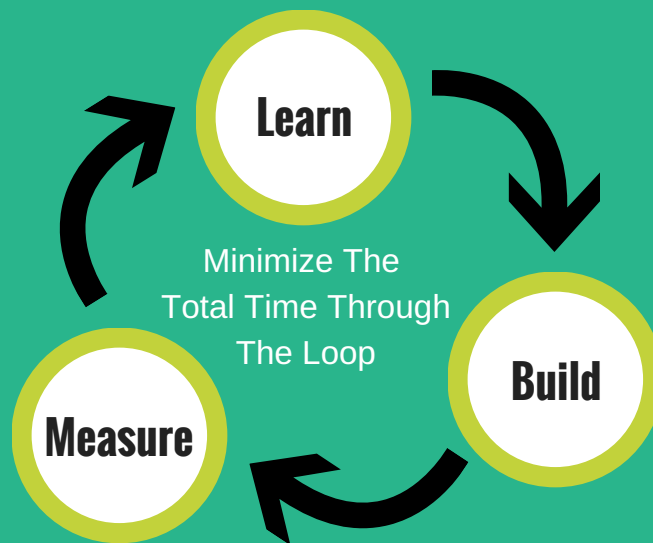 Learn
Minimize The
Total Time Through
The Loop
Build
Measure